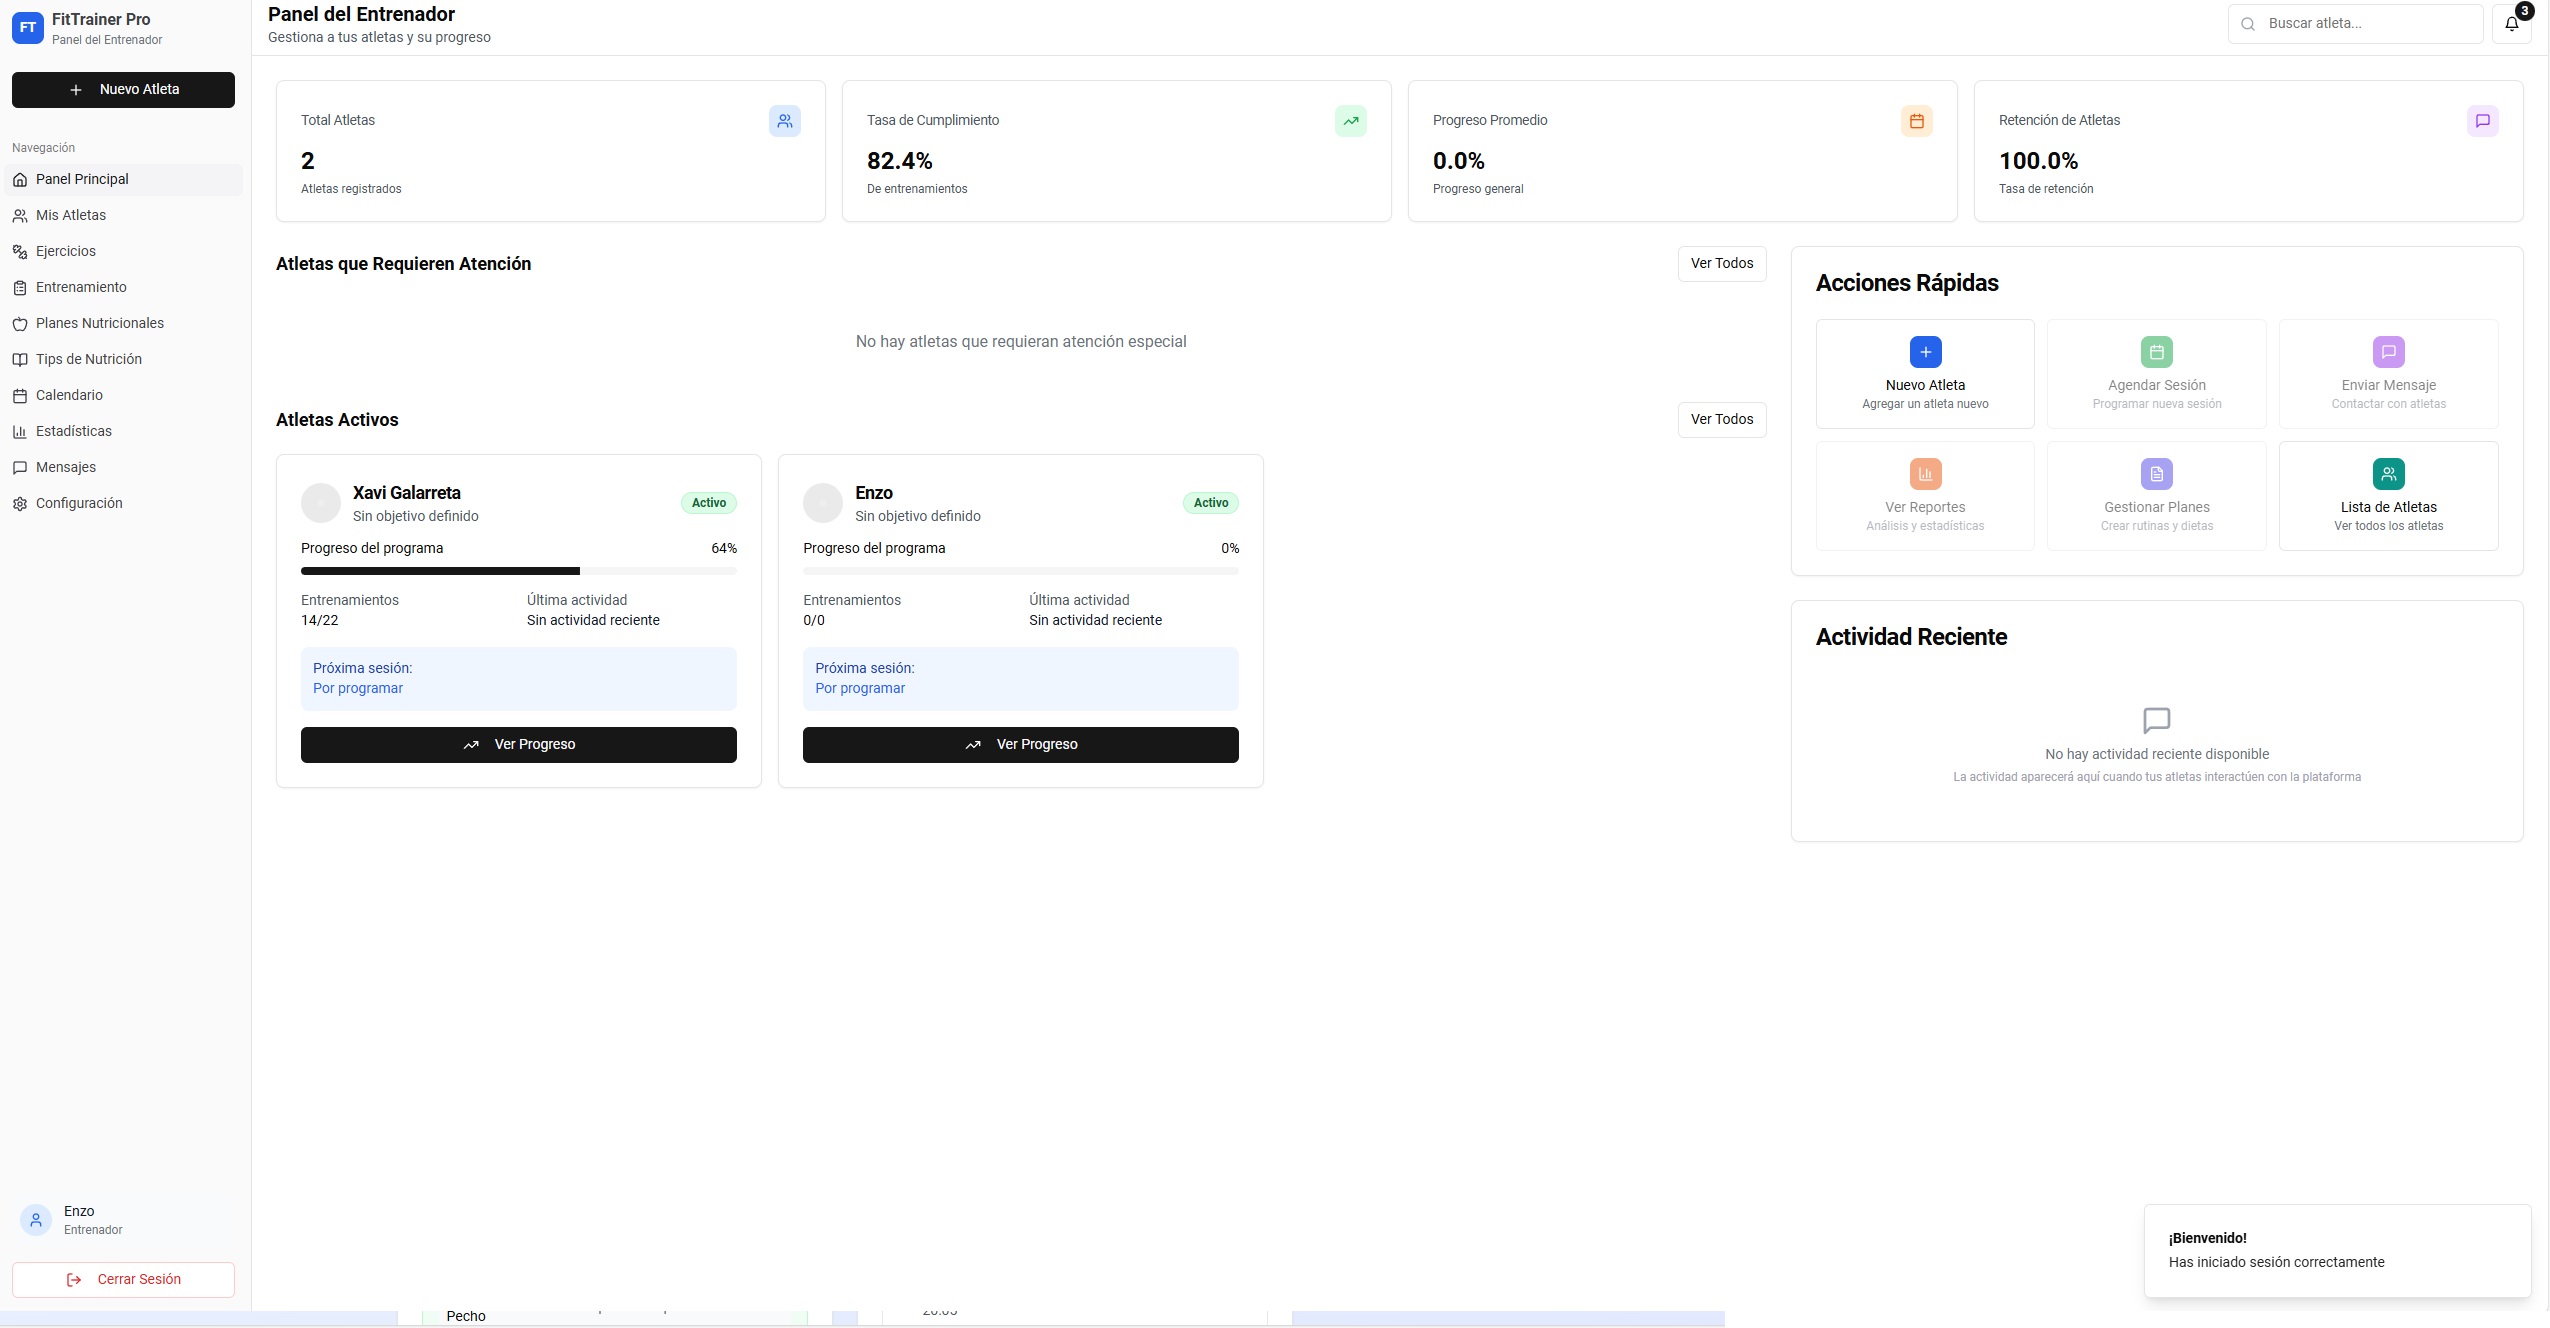 FT
FitTrainer Pro
Panel del Entrenador
Nuevo Atleta
Navegación
Panel Principal
Mis Atletas
Ejercicios
Entrenamiento
Planes Nutricionales
Tips de Nutrición
Calendario
Estadísticas
Mensajes
Configuración
Enzo
Entrenador
Cerrar Sesión
Panel del Entrenador
Gestiona a tus atletas y su progreso
Buscar atleta...
3
Total Atletas
2
Atletas registrados
Tasa de Cumplimiento
82.4%
De entrenamientos
Progreso Promedio
0.0%
Progreso general
Retención de Atletas
100.0%
Tasa de retención
Atletas que Requieren Atención
Ver Todos
No hay atletas que requieran atención especial
Atletas Activos
Ver Todos
Xavi Galarreta
Sin objetivo definido
Activo
Progreso del programa 64%
Entrenamientos
14/22
Última actividad
Sin actividad reciente
Próxima sesión:
Por programar
Ver Progreso
Enzo
Sin objetivo definido
Activo
Progreso del programa 0%
Entrenamientos
0/0
Última actividad
Sin actividad reciente
Próxima sesión:
Por programar
Ver Progreso
Acciones Rápidas
Nuevo Atleta
Agregar un atleta nuevo
Agendar Sesión
Programar nueva sesión
Enviar Mensaje
Contactar con atletas
Ver Reportes
Análisis y estadísticas
Gestionar Planes
Crear rutinas y dietas
Lista de Atletas
Ver todos los atletas
Actividad Reciente
No hay actividad reciente disponible
La actividad aparecerá aquí cuando tus atletas interactúen con la plataforma
¡Bienvenido!
Has iniciado sesión correctamente
Pecho